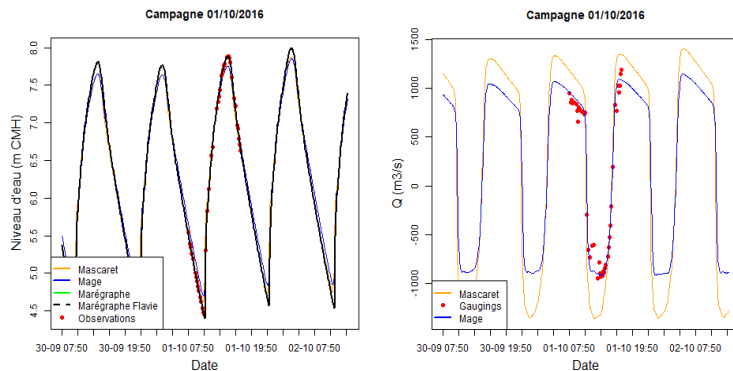 Campagne 01/10/2016
Niveau d'eau (m CMH)
8.0
7.5
7.0
6.5
6.0
5.5
5.0
4.5
Mascaret
Mage
Marégraphe
Marégraphe Flavie
Observations
30-09 07:50
30-09 19:50
01-10 07:50
01-10 19:50
02-10 07:50
Date
Campagne 01/10/2016
Q (m3/s)
1500
1000
500
0
-1000
Mascaret
Gaugings
Mage
30-09 07:50
30-09 19:50
01-10 07:50
01-10 19:50
02-10 07:50
Date